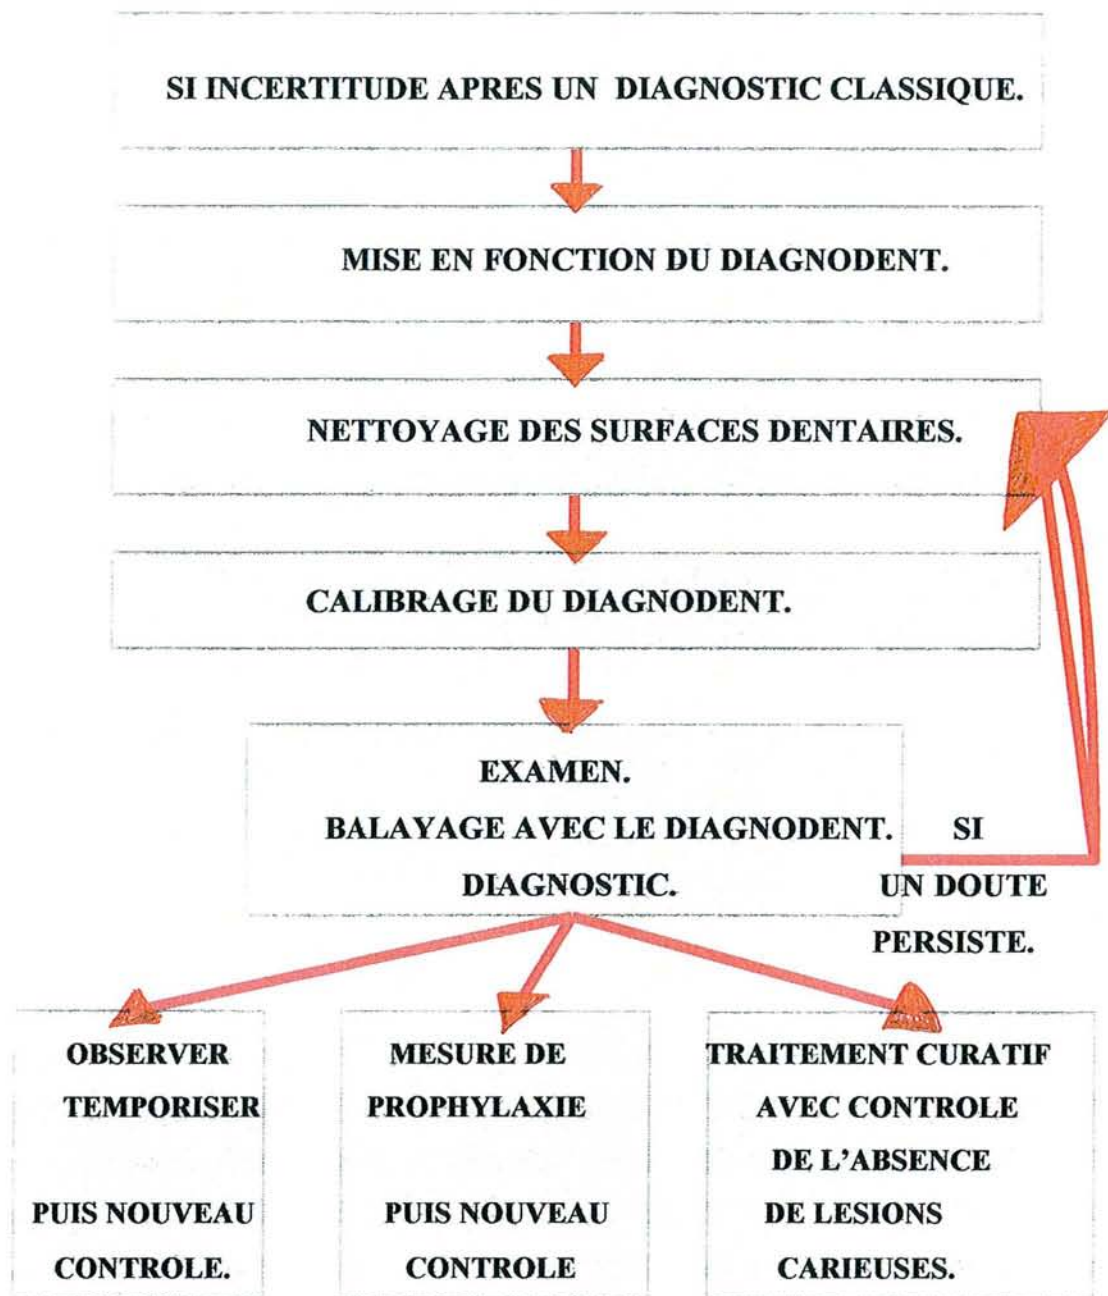 SI INCERTITUDE APRES UN DIAGNOSTIC CLASSIQUE.
MISE EN FONCTION DU DIAGNODENT.
NETTOYAGE DES SURFACES DENTAIRES.
CALIBRAGE DU DIAGNODENT.
EXAMEN.
BALAYAGE AVEC LE DIAGNODENT.
DIAGNOSTIC.
SI
UN DOUTE
PERSISTE.
OBSERVER
TEMPORISER
PUIS NOUVEAU
CONTROLE.
MESURE DE
PROPHYLAXIE
PUIS NOUVEAU
CONTROLE
TRAITEMENT CURATIF
AVEC CONTROLE
DE L'ABSENCE
DE LESIONS
CARIEUSES.